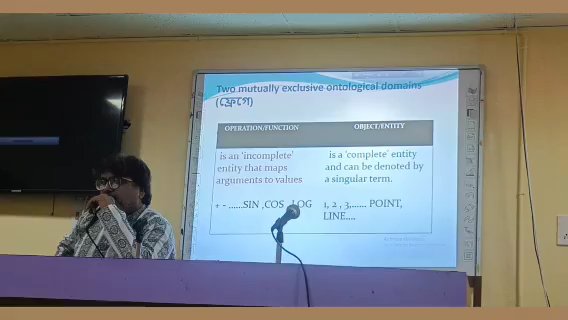 Two mutually exclusive ontological domains
(ফ্রেগে)
OPERATION/FUNCTION OBJECT/ENTITY
is an 'incomplete' entity that maps arguments to values
is a 'complete' entity and can be denoted by a singular term.
+ - ......SIN ,COS , LOG
1, 2 , 3,...... POINT,
LINE....